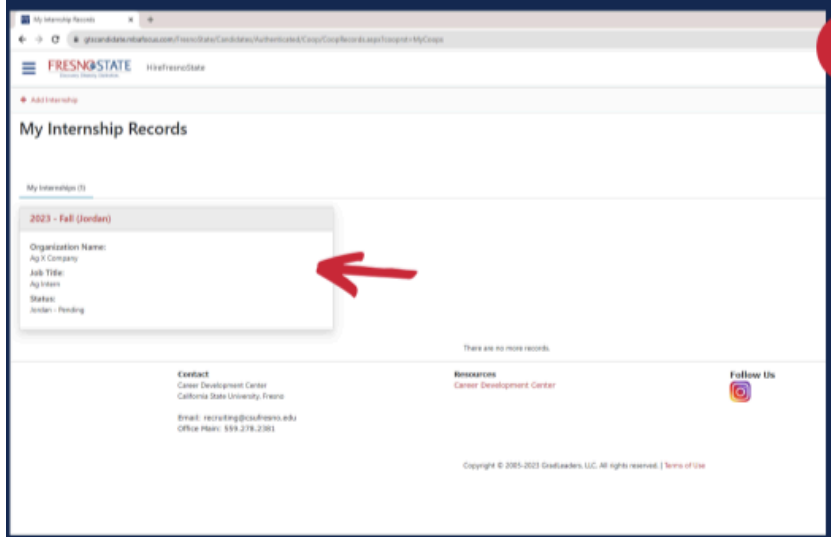 My Internship Records
FRESNO STATE
Discovery. Diversity. Distinction.
HireFresnoState
Add Internship
My Internship Records
My Internships (1)
2023 - Fall (Jordan)
Organization Name:
Ag X Company
Job Title:
Ag Intern
Status:
Jordan - Pending
There are no more records.
Contact
Career Development Center
California State University, Fresno
Email: recruiting@csufresno.edu
Office Main: 559.278.2381
Resources
Career Development Center
Follow Us
Copyright © 2005-2023 GradLeaders, LLC. All rights reserved. | Terms of Use